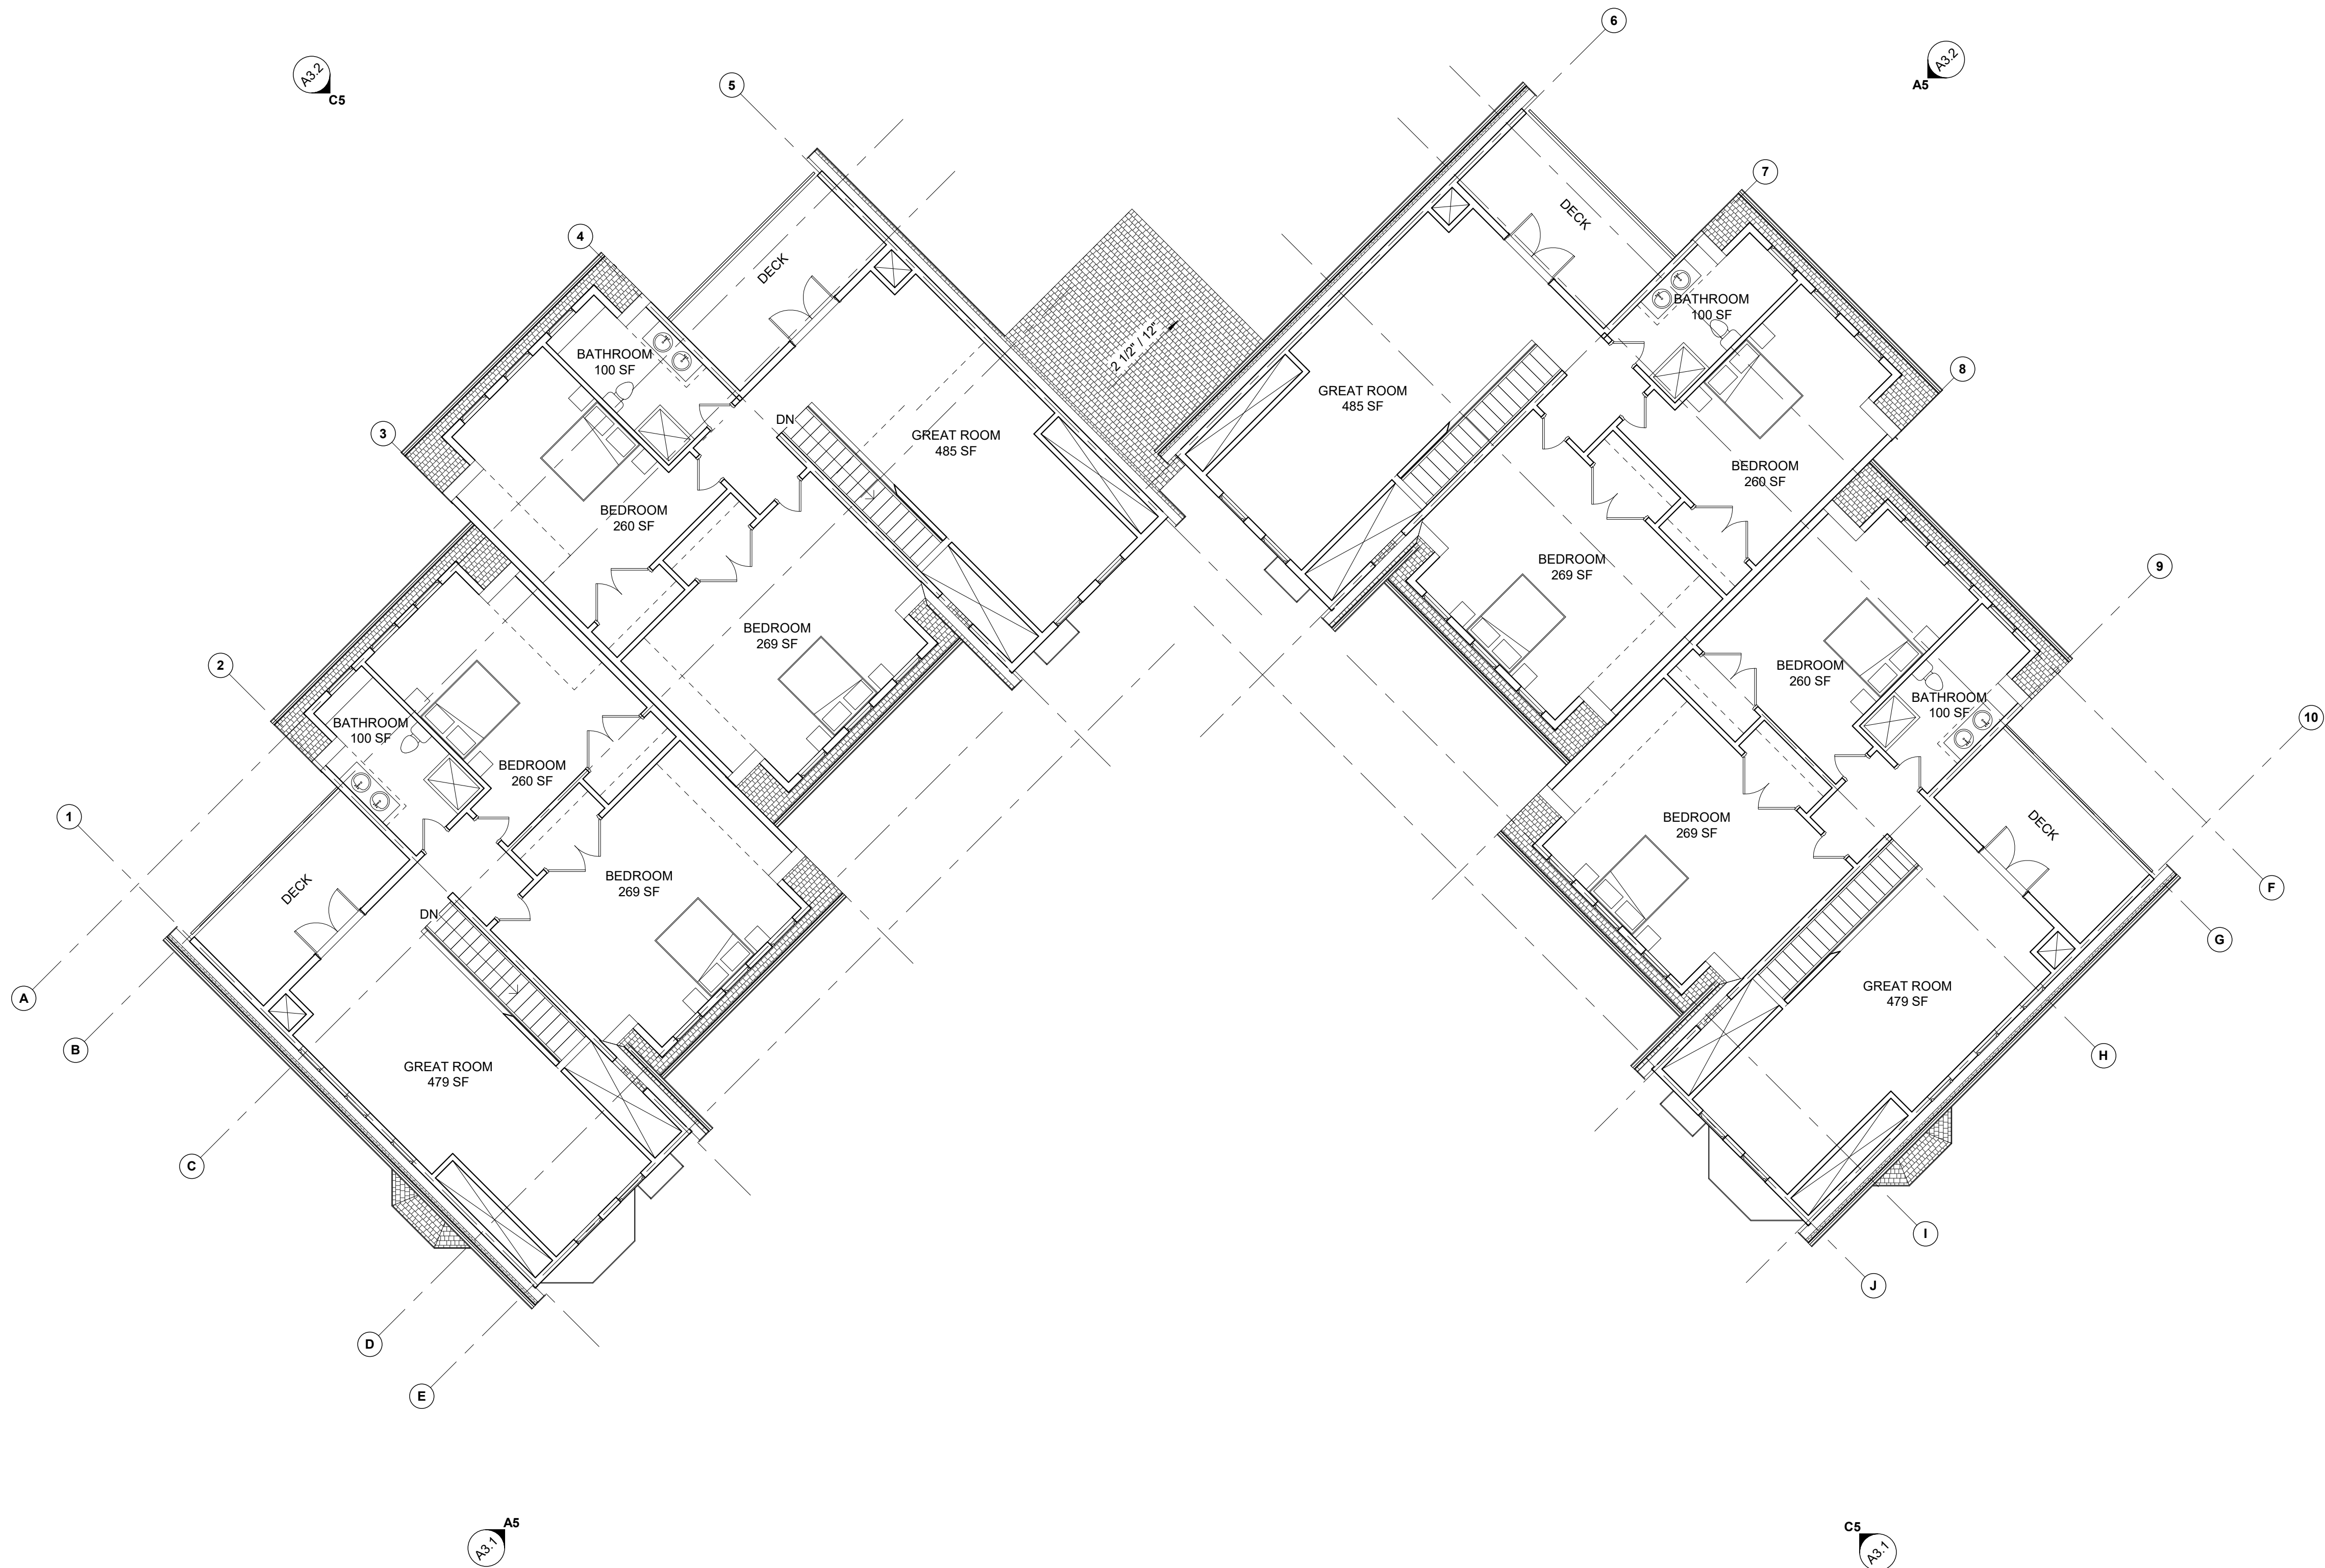 6
A3.2
C5
A3.2
A5
5
7
4
8
3
9
2
10
1
DECK
DECK
BATHROOM
100 SF
BATHROOM
100 SF
2 1/2" / 12"
GREAT ROOM
485 SF
DN
GREAT ROOM
485 SF
BEDROOM
260 SF
BEDROOM
260 SF
BEDROOM
269 SF
BEDROOM
269 SF
BEDROOM
260 SF
BATHROOM
100 SF
BATHROOM
100 SF
BEDROOM
260 SF
BEDROOM
269 SF
DECK
BEDROOM
269 SF
DECK
DN
F
G
A
B
GREAT ROOM
479 SF
GREAT ROOM
479 SF
H
C
I
J
D
E
A5
A3.1
C5
A3.1